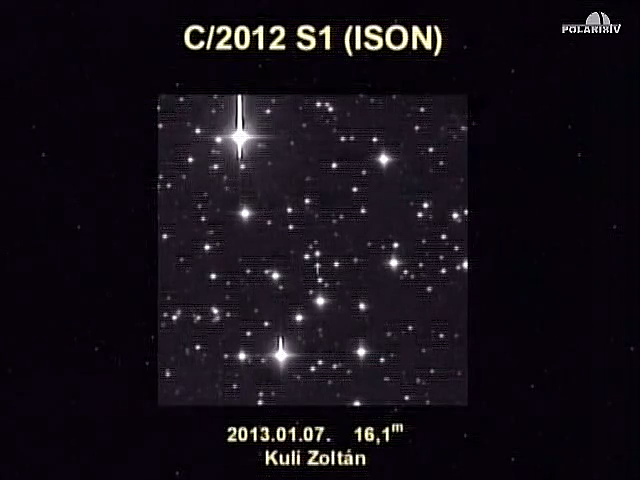 C/2012 S1 (ISON)
POLARIS TV
2013.01.07. 16,1m
Kuli Zoltán